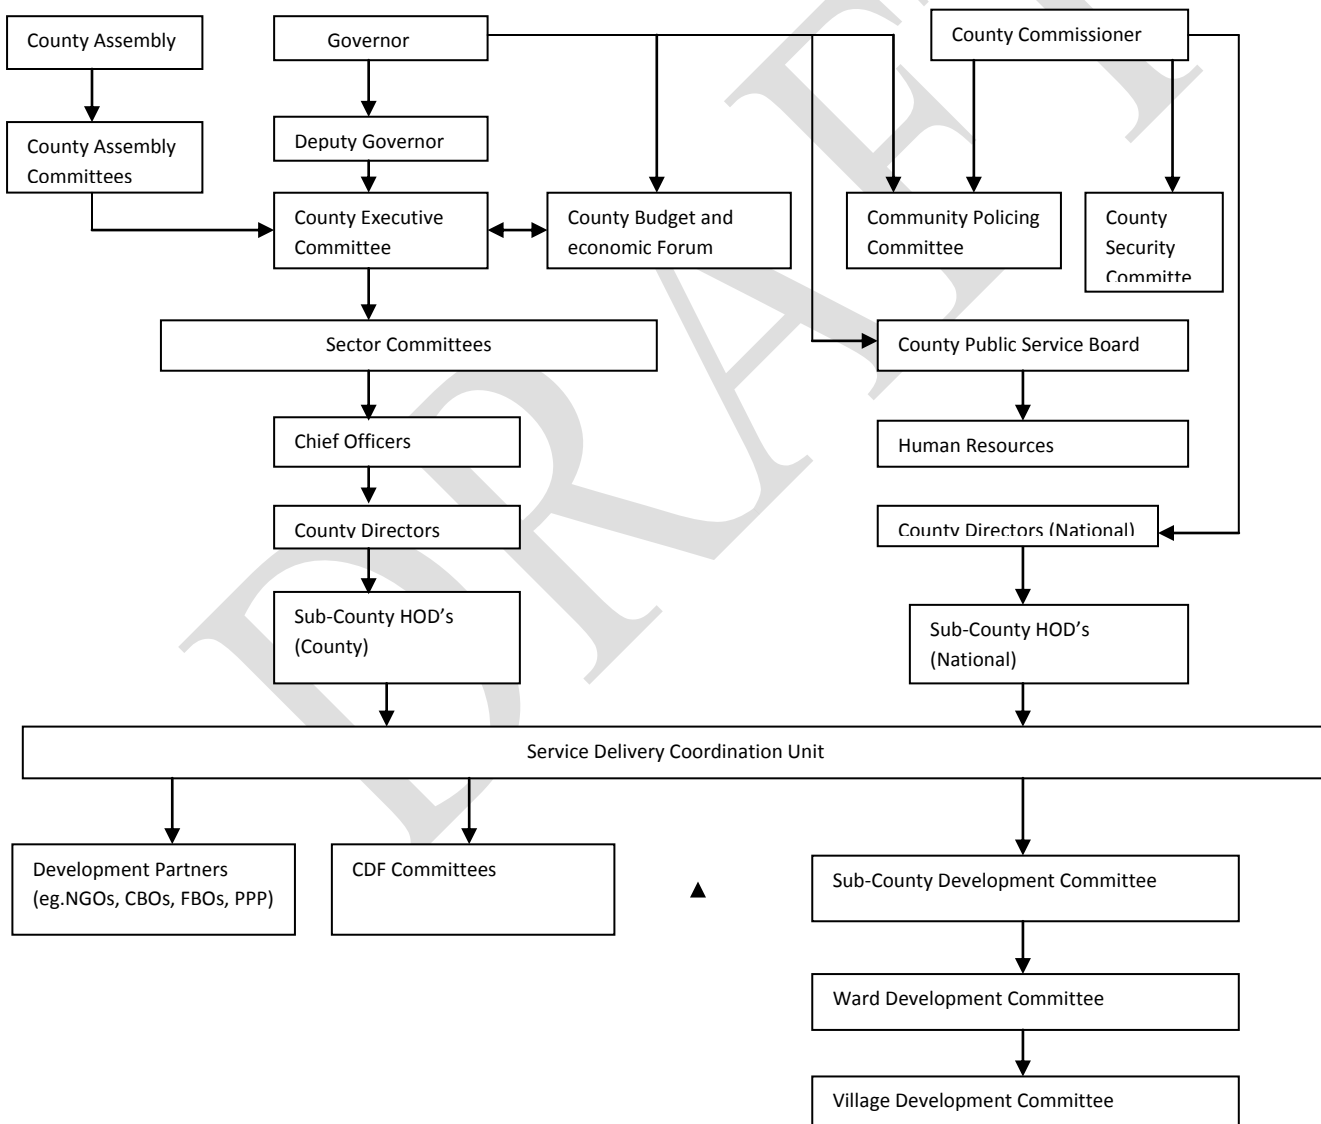 County Assembly
Governor
County Commissioner
County Assembly
Committees
Deputy Governor
County Executive
Committee
County Budget and
economic Forum
Community Policing
Committee
County
Security
Committe
Sector Committees
County Public Service Board
Chief Officers
Human Resources
County Directors
County Directors (National)
Sub-County HOD’s
(County)
Sub-County HOD’s
(National)
Service Delivery Coordination Unit
Development Partners
(eg.NGOs, CBOs, FBOs, PPP)
CDF Committees
Sub-County Development Committee
Ward Development Committee
Village Development Committee
DRAFT